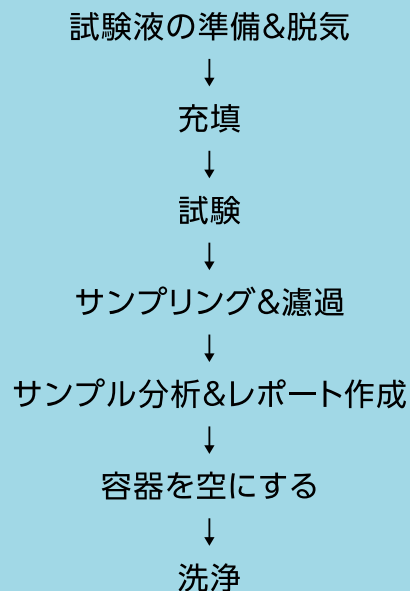 試験液の準備&脱気
↓
充填
↓
試験
↓
サンプリング&濾過
↓
サンプル分析&レポート作成
↓
容器を空にする
↓
洗浄